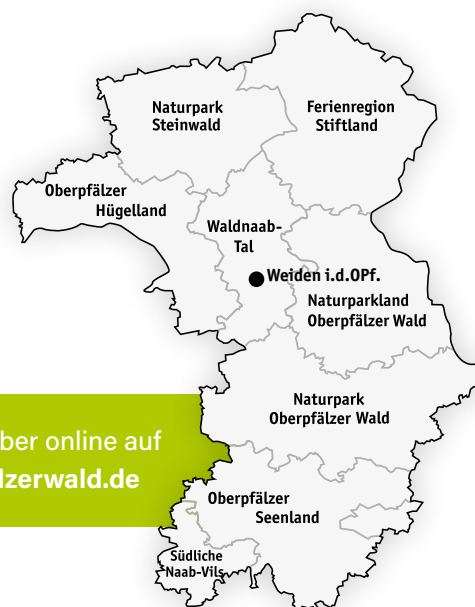 Naturpark
Steinwald
Ferienregion
Stiftland
Oberpfälzer
Hügelland
Waldnaab-
Tal
Weiden i.d.OPf.
Naturparkland
Oberpfälzer Wald
Naturpark
Oberpfälzer Wald
ber online auf
lzerwald.de
Oberpfälzer
Seenland
Südliche
Naab-Vils